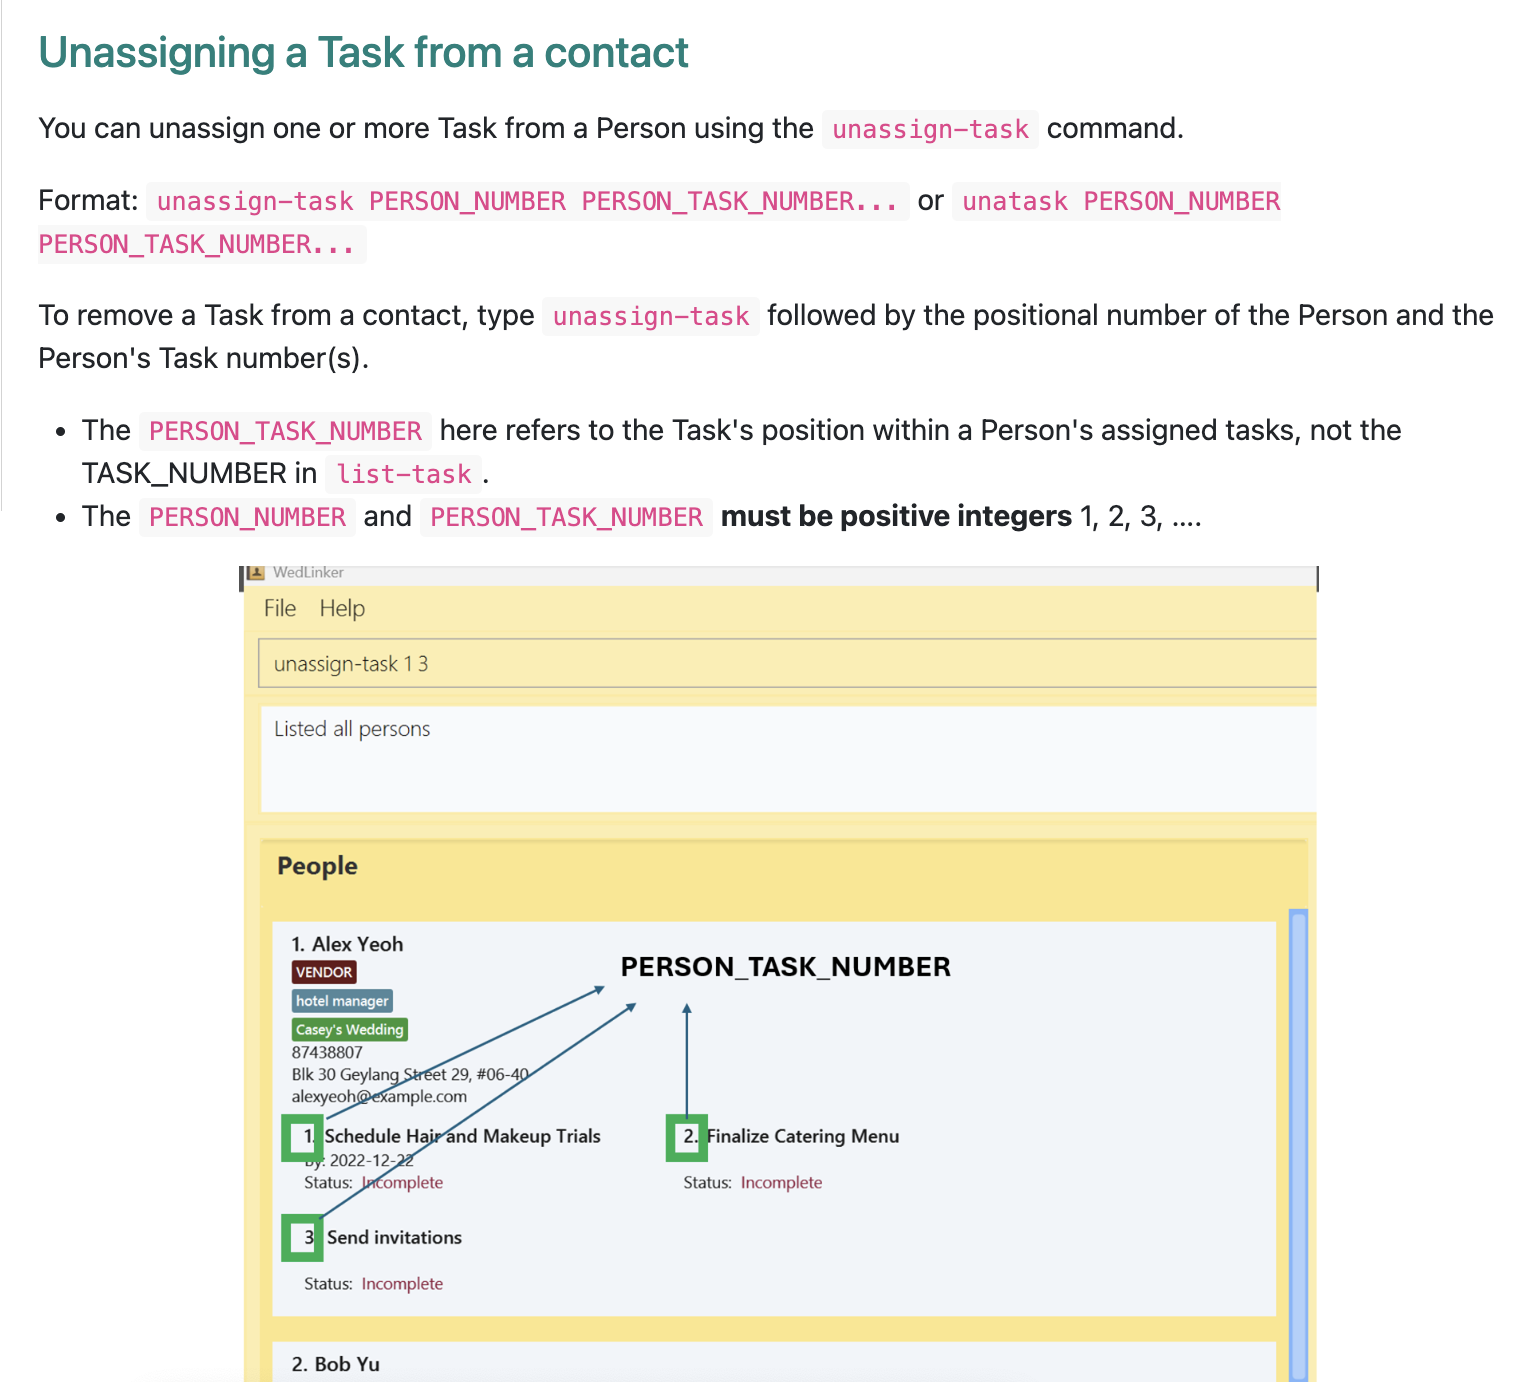 Unassigning a Task from a contact
You can unassign one or more Task from a Person using the unassign-task command.
Format: unassign-task PERSON_NUMBER PERSON_TASK_NUMBER... or unatask PERSON_NUMBER
PERSON_TASK_NUMBER...
To remove a Task from a contact, type unassign-task followed by the positional number of the Person and the
Person's Task number(s).
• The PERSON_TASK_NUMBER here refers to the Task's position within a Person's assigned tasks, not the
TASK_NUMBER in list-task.
• The PERSON_NUMBER and PERSON_TASK_NUMBER must be positive integers 1, 2, 3, ….
WedLinker
File Help
unassign-task 1 3
Listed all persons
People
1. Alex Yeoh
PERSON_TASK_NUMBER
VENDOR
hotel manager
Casey's Wedding
87438807
Blk 30 Geylang Street 29, #06-40
alexyeoh@example.com
1. Schedule Hair and Makeup Trials
By: 2022-12-22
Status: Incomplete
2. Finalize Catering Menu
Status: Incomplete
3 Send invitations
Status: Incomplete
2. Bob Yu